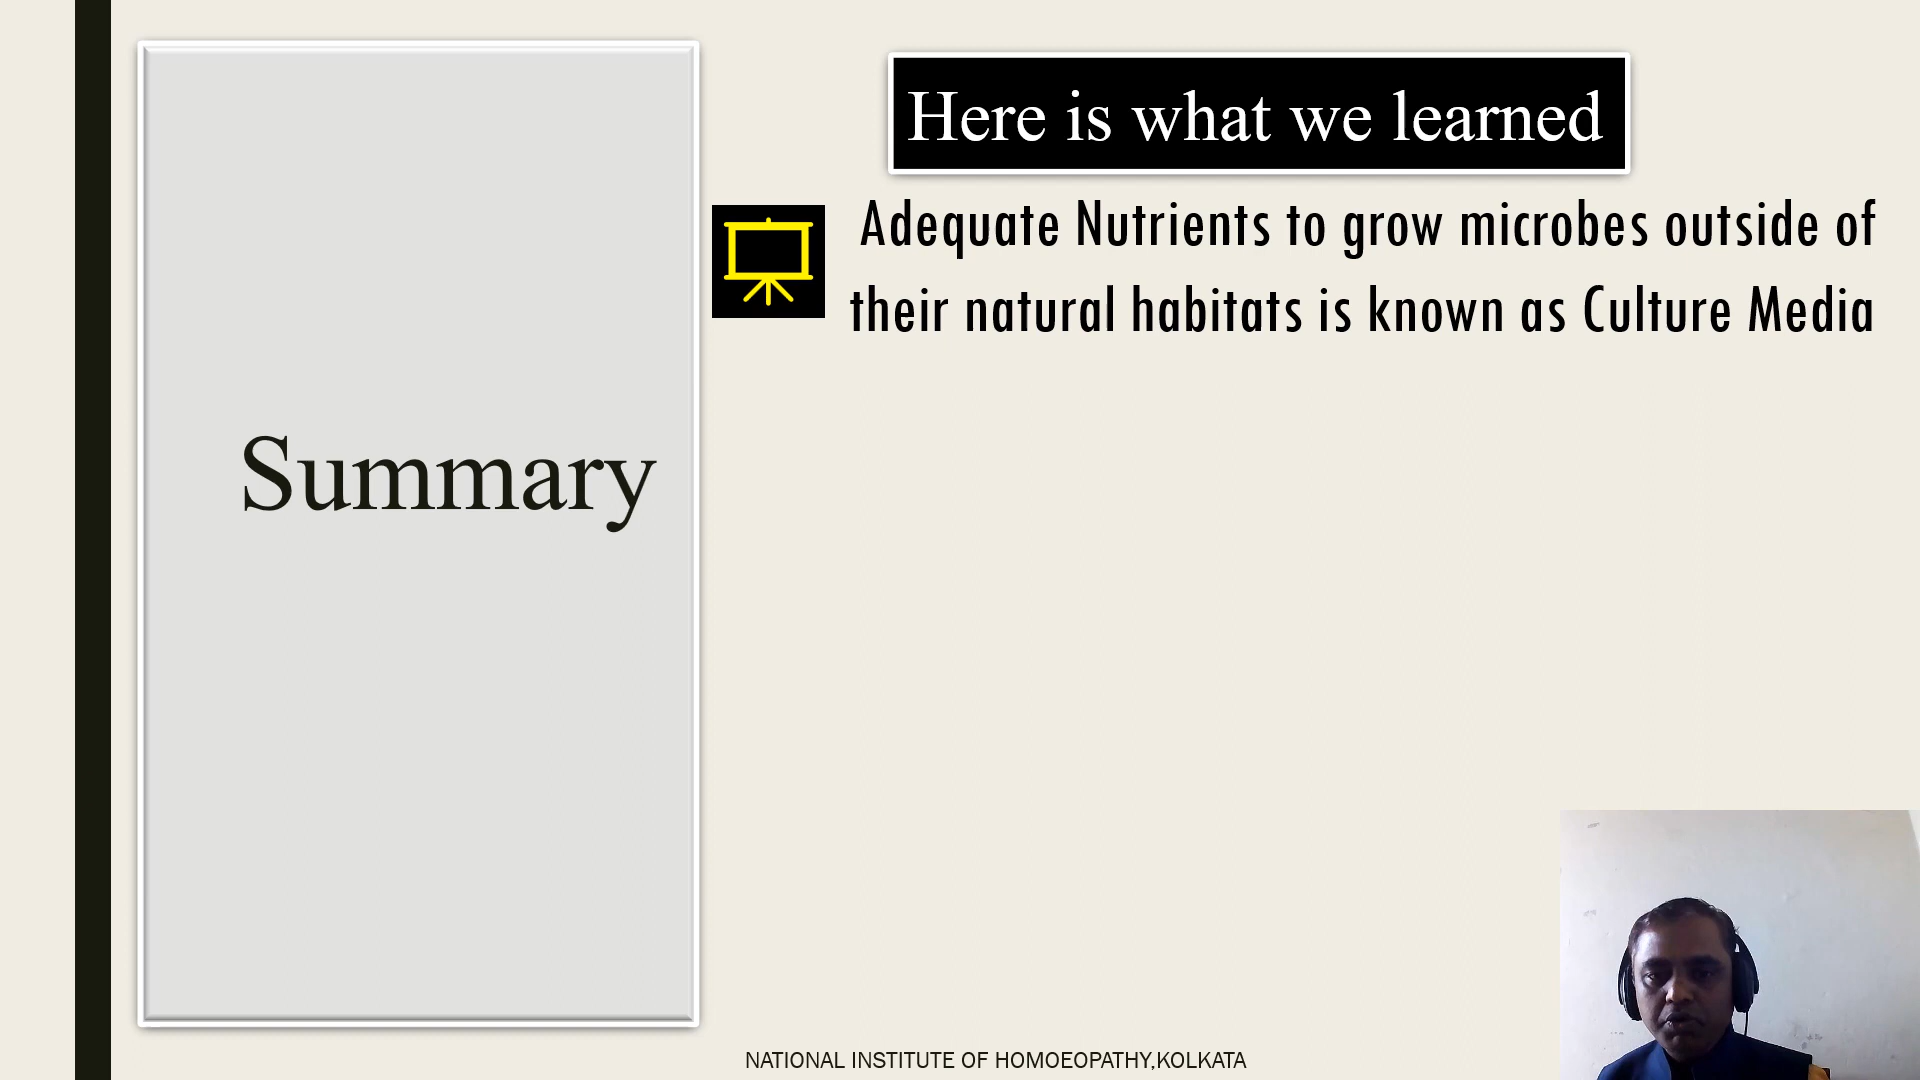 Summary
Here is what we learned
Adequate Nutrients to grow microbes outside of
their natural habitats is known as Culture Media
NATIONAL INSTITUTE OF HOMOEOPATHY,KOLKATA